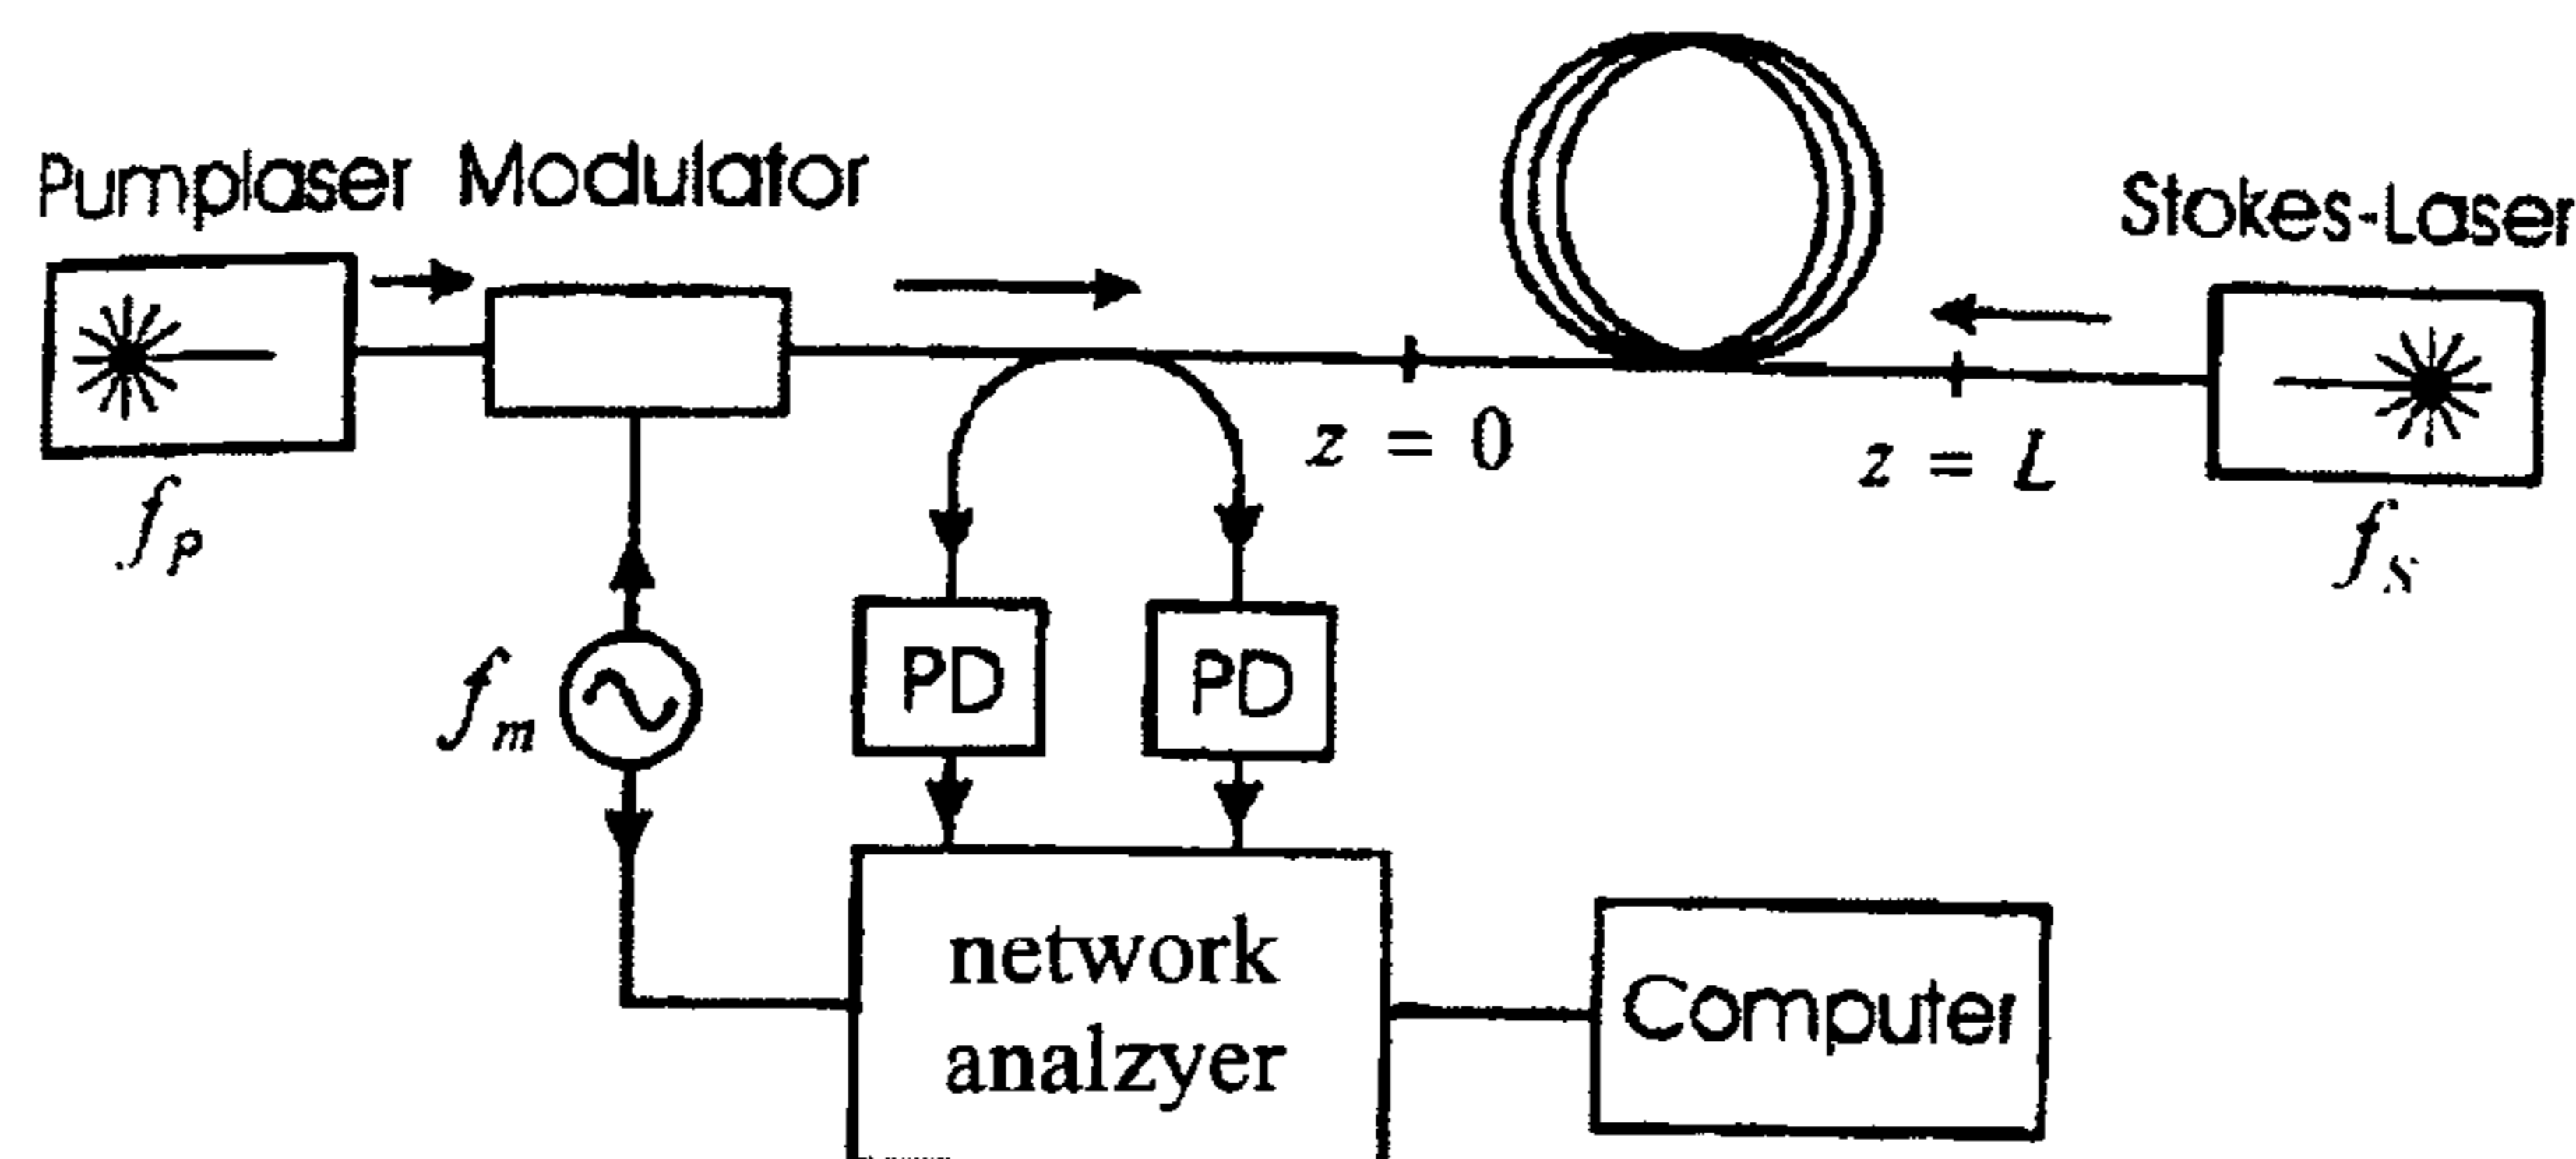 Pumplaser
Modulator
Stokes-Laser
z = 0
z = L
f_P
f_S
f_m
PD
PD
network
analzyer
Computer